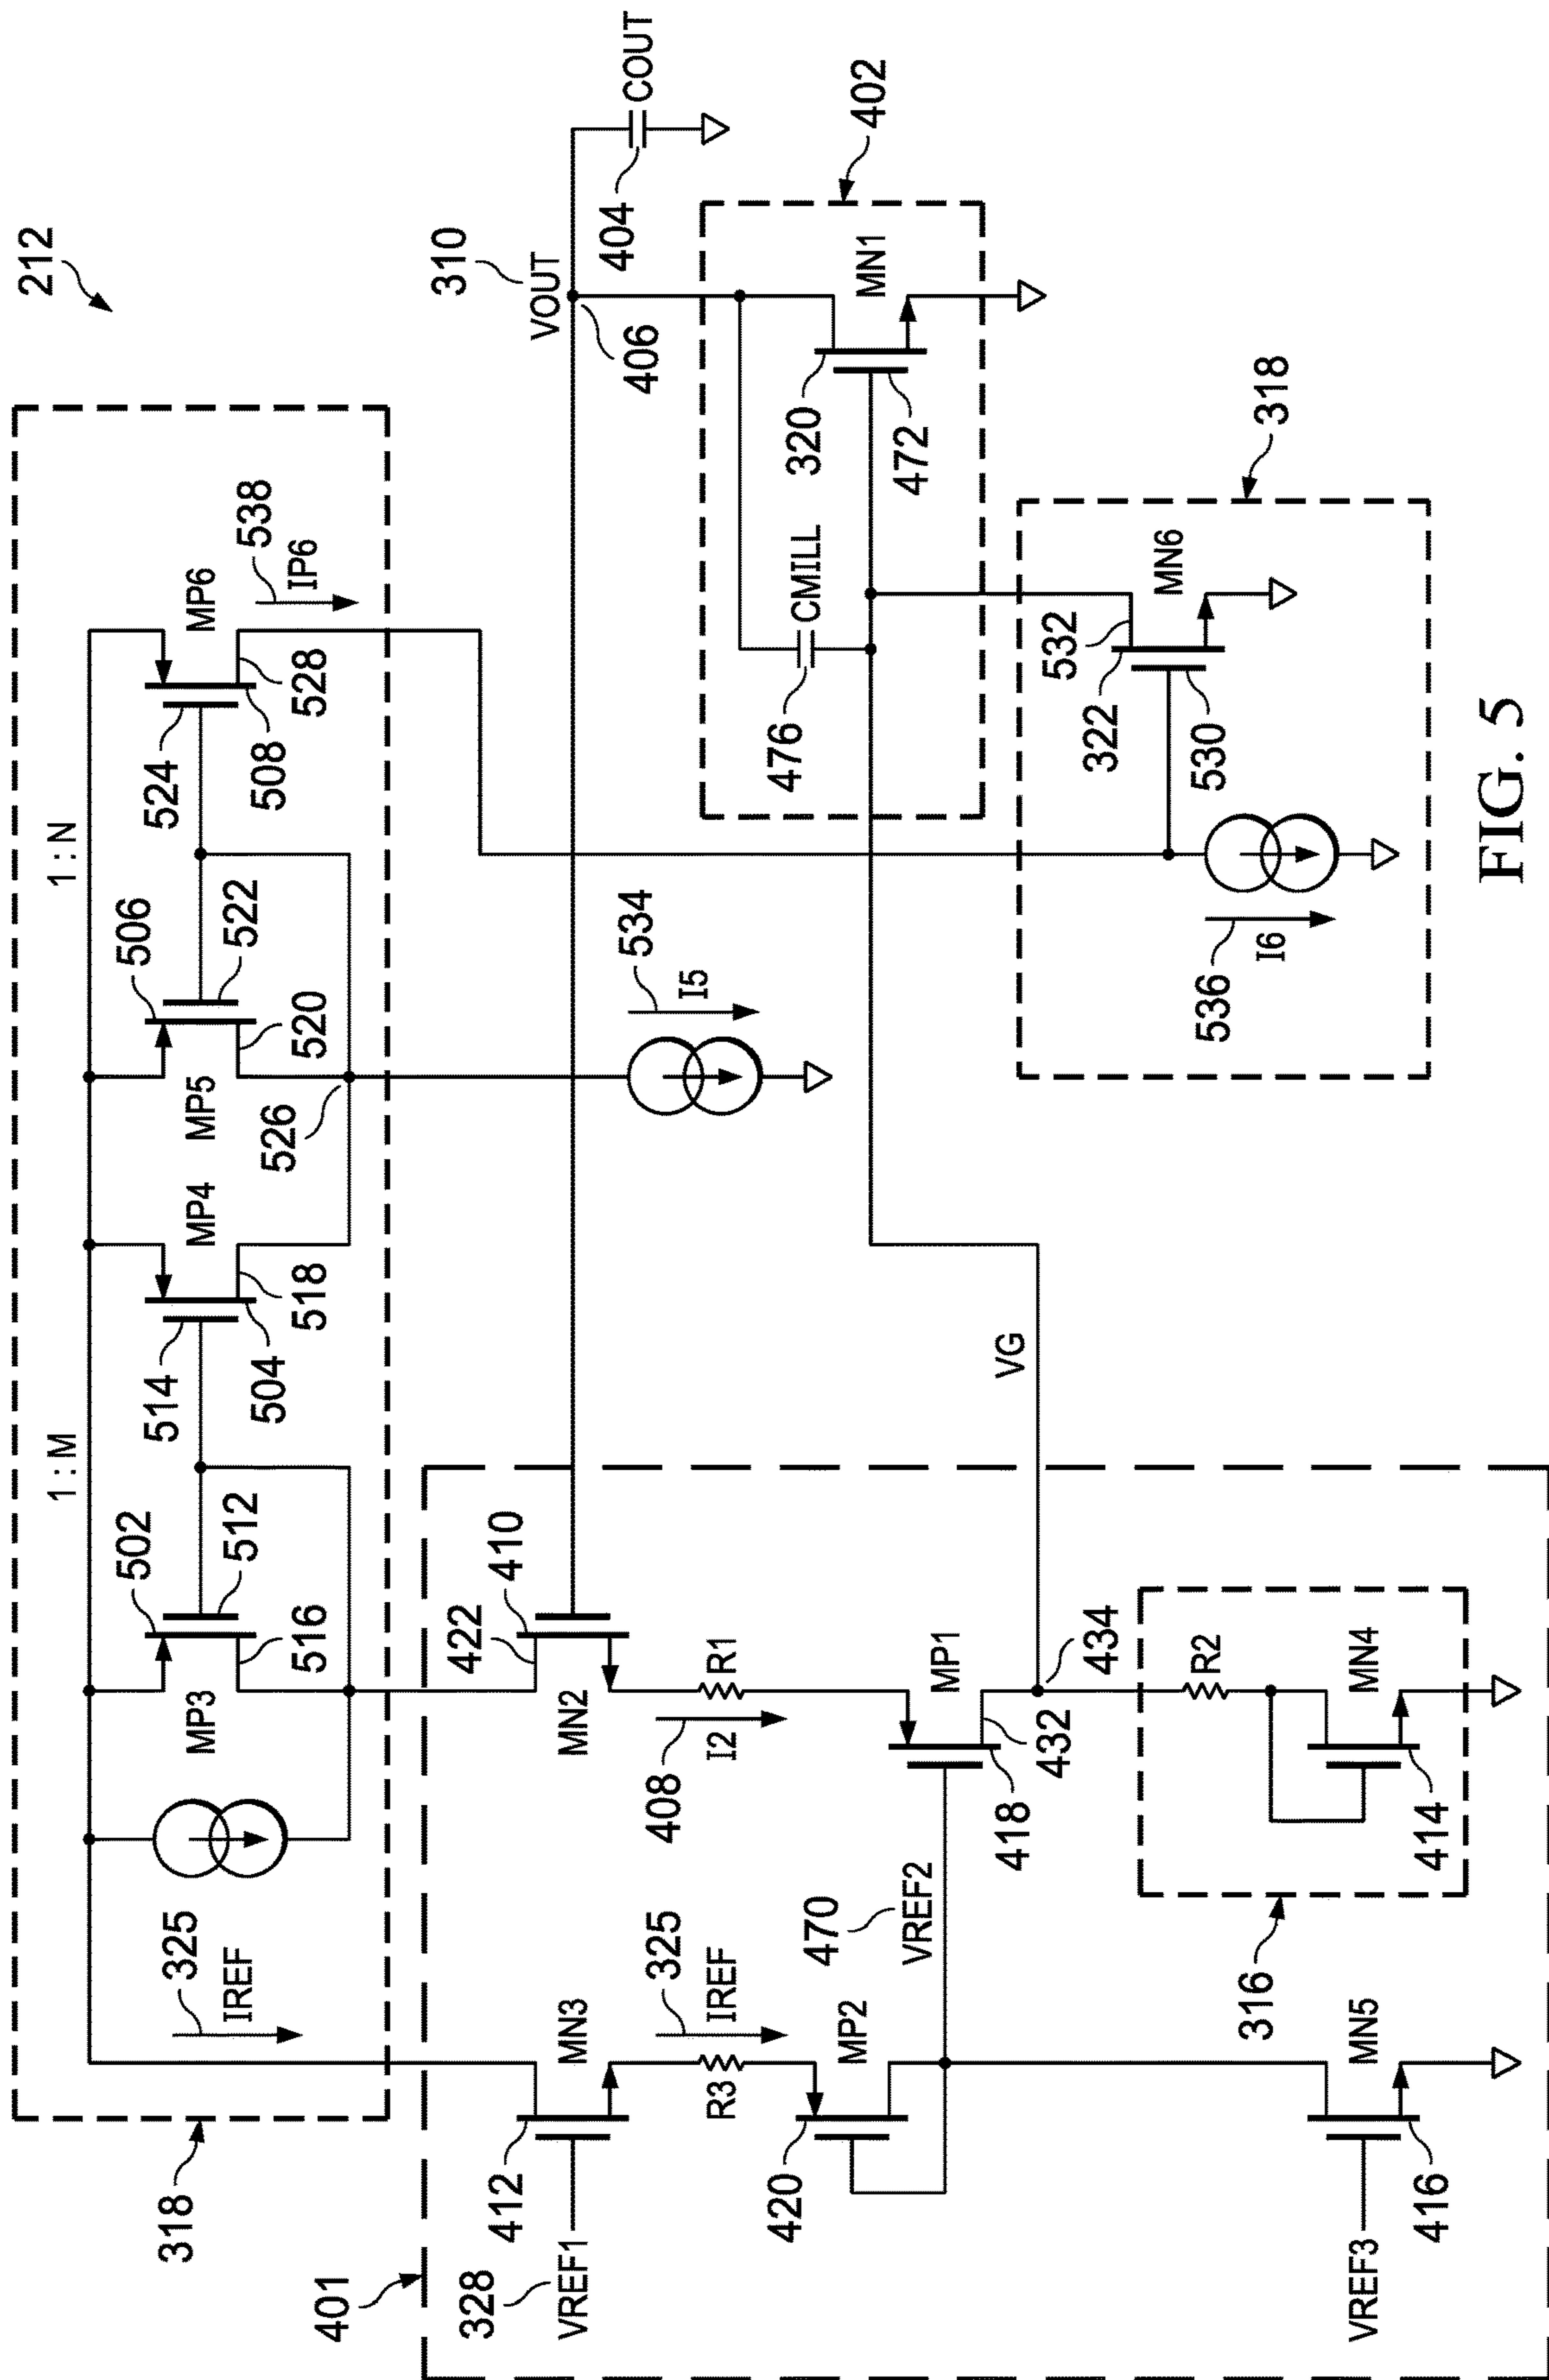 212
318
1:M
1:N
325
IREF
MP3
502
512
516
514
504
518
MP4
MP5
506
522
520
526
524
508
528
MP6
538
IP6
534
I5
310
VOUT
406
404
COUT
401
328
VREF1
412
MN3
325
IREF
R3
MP2
420
470
VREF2
422
410
MN2
R1
408
I2
MP1
418
432
434
VG
R2
MN4
414
316
VREF3
416
MN5
402
476
CMILL
320
472
MN1
318
532
322
530
MN6
536
I6
FIG. 5